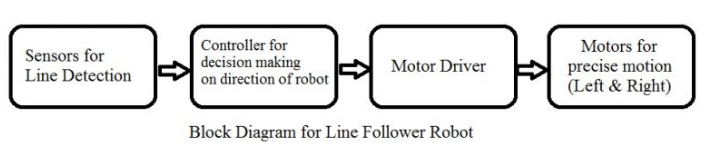 Sensors for
Line Detection
Controller for
decision making
on direction of robot
Motor Driver
Motors for
precise motion
(Left & Right)
Block Diagram for Line Follower Robot